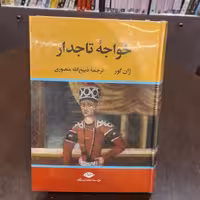 خواجهٔ تاجدار
ژان گور
ترجمهٔ ذبیح‌الله منصوری